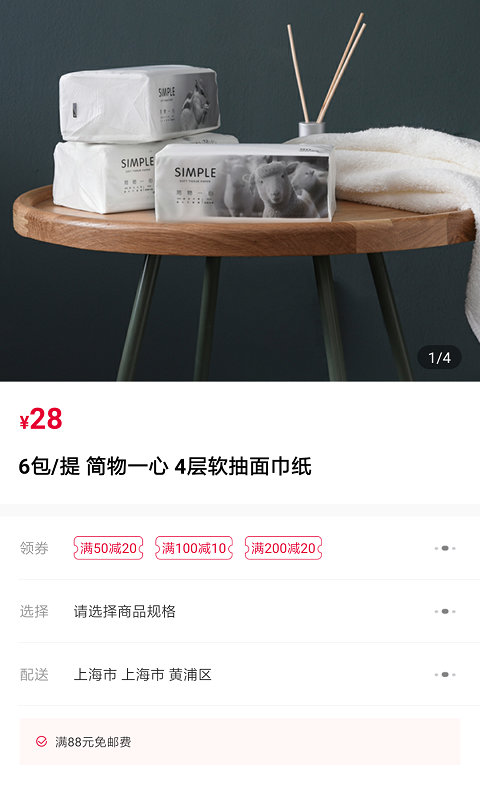 SIMPLE
SIMPLE
SIMPLE
SOFT TISSUE PAPER
简物一心
1/4
¥28
6包/提 简物一心 4层软抽面巾纸
领券 满50减20 满100减10 满200减20
选择 请选择商品规格
配送 上海市 上海市 黄浦区
满88元免邮费